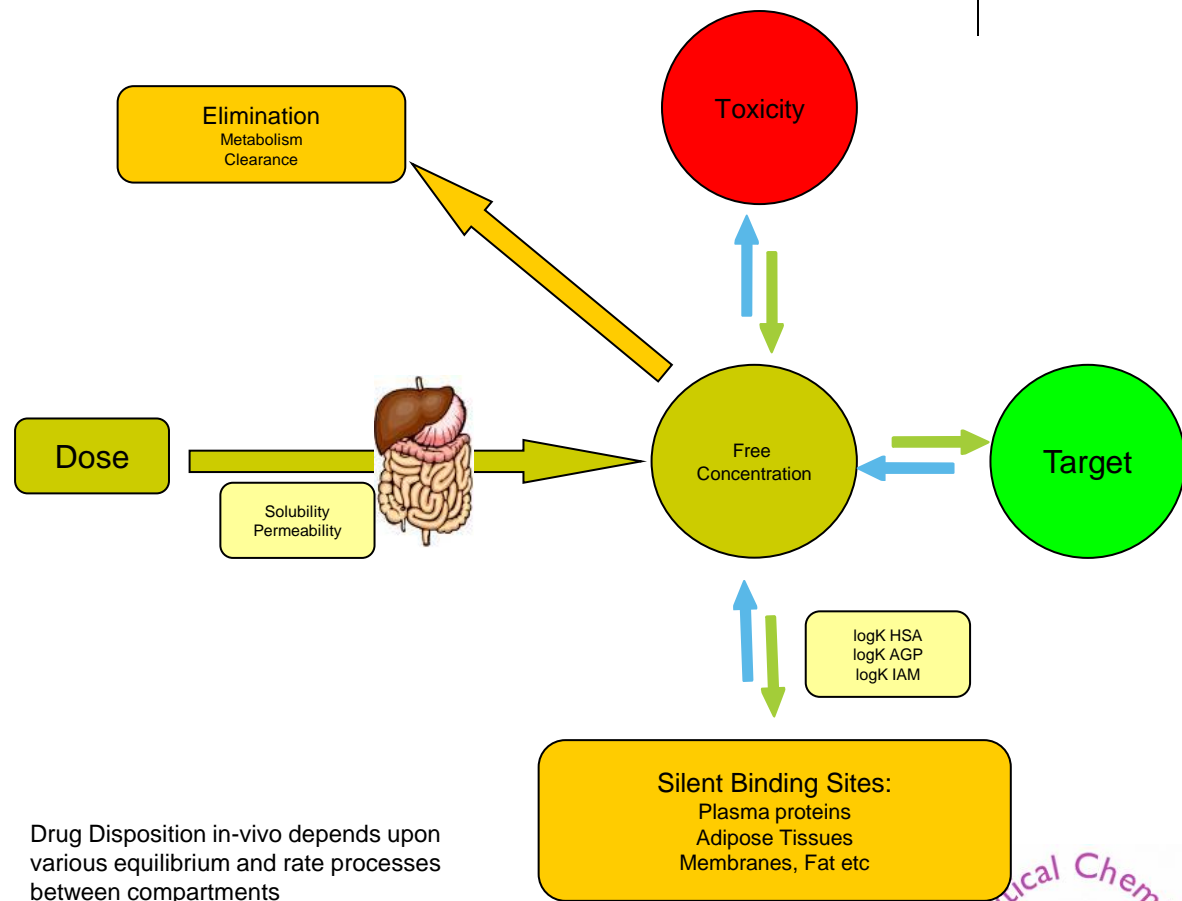 Toxicity
Elimination
Metabolism
Clearance
Dose
Solubility
Permeability
Free
Concentration
Target
logK HSA
logK AGP
logK IAM
Silent Binding Sites:
Plasma proteins
Adipose Tissues
Membranes, Fat etc
Drug Disposition in-vivo depends upon
various equilibrium and rate processes
between compartments